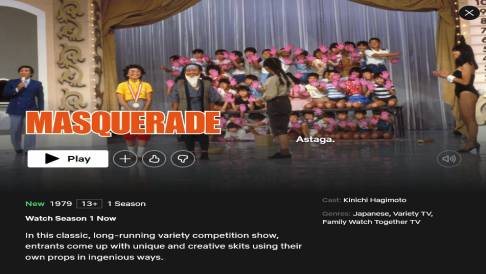 MASQUERADE
Astaga.
Play
New 1979 13+ 1 Season
Watch Season 1 Now
In this classic, long-running variety competition show,
entrants come up with unique and creative skits using their
own props in ingenious ways.
Cast: Kinichi Hagimoto
Genres: Japanese, Variety TV,
Family Watch Together TV